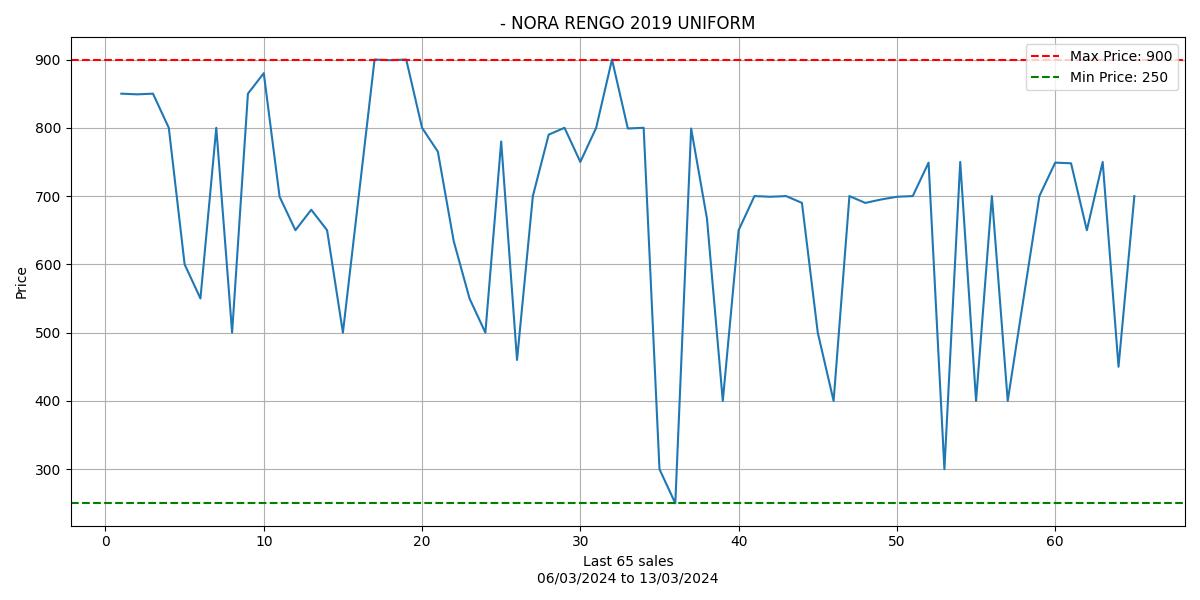 - NORA RENGO 2019 UNIFORM
Max Price: 900
Min Price: 250
Price
900
800
700
600
500
400
300
0 10 20 30 40 50 60
Last 65 sales
06/03/2024 to 13/03/2024